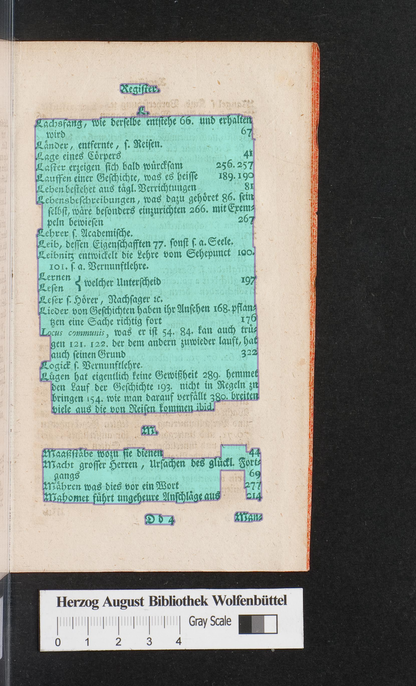 Register.
L.
Lachsfang, wie derselbe entstehe 66. und erhalten
wird 67
Länder, entfernte, s. Reisen.
Lage eines Cörpers 41
Laster erzeigen sich bald würcksam 256. 257
Lauffen einer Geschichte, was es heisse 189. 190
Leben bestehet aus tägl. Verrichtungen 81
Lebensbeschreibungen, was dazu gehöret 86. sein
selbst, wäre besonders einzurichten 266. mit Exem-
peln bewiesen 267
Lehrer s. Academische.
Leib, dessen Eigenschafften 77. sonst s. a. Seele.
Leibnitz entwickelt die Lehre vom Sehepunct 100.
101. s. a. Vernunftlehre.
Lernen
Lesen } welcher Unterscheid 197
Leser s. Hörer, Nachsager ꝛc.
Lieder von Geschichten haben ihr Ansehen 168. pflan-
tzen eine Sache richtig fort 176
Locus communis, was er ist 54. 84. kan auch trü-
gen 121. 122. der dem andern zuwieder lauft, hat
auch seinen Grund 322
Logick s. Vernunftlehre.
Lügen hat eigentlich keine Gewißheit 289. hemmet
den Lauf der Geschichte 193. nicht in Regeln zu
bringen 154. wie man darauf verfällt 380. breiten
viele aus die von Reisen kommen ibid.
M.
Maaßstäbe wozu sie dienen 44
Macht grosser Herren, Ursachen des glückl. Fort-
gangs 69
Mähren was dies vor ein Wort 277
Mahomet führt ungeheure Anschläge aus 214
D d 4 Man-
Herzog August Bibliothek Wolfenbüttel
Gray Scale
0 1 2 3 4